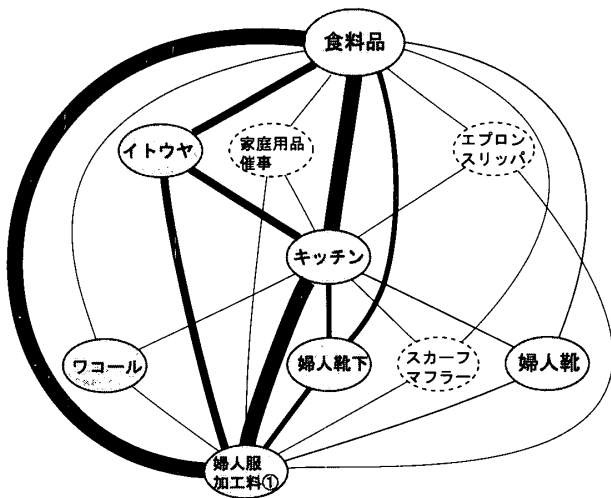 食料品
イトウヤ
家庭用品
催事
エプロン
スリッパ
キッチン
ワコール
婦人靴下
スカーフ
マフラー
婦人靴
婦人服
加工料①